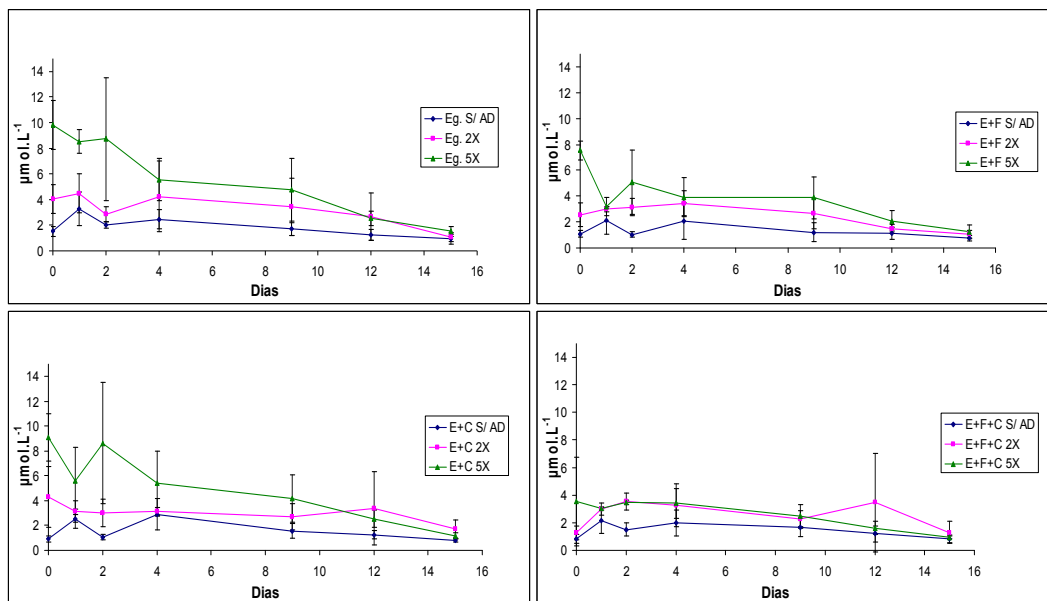 µmol.L⁻¹
14
12
10
8
6
4
2
0
0 2 4 6 8 10 12 14 16
Dias
Eg. S/ AD
Eg. 2X
Eg. 5X
µmol.L⁻¹
14
12
10
8
6
4
2
0
0 2 4 6 8 10 12 14 16
Dias
E+F S/ AD
E+F 2X
E+F 5X
µmol.L⁻¹
14
12
10
8
6
4
2
0
0 2 4 6 8 10 12 14 16
Dias
E+C S/ AD
E+C 2X
E+C 5X
µmol.L⁻¹
14
12
10
8
6
4
2
0
0 2 4 6 8 10 12 14 16
Dias
E+F+C S/ AD
E+F+C 2X
E+F+C 5X